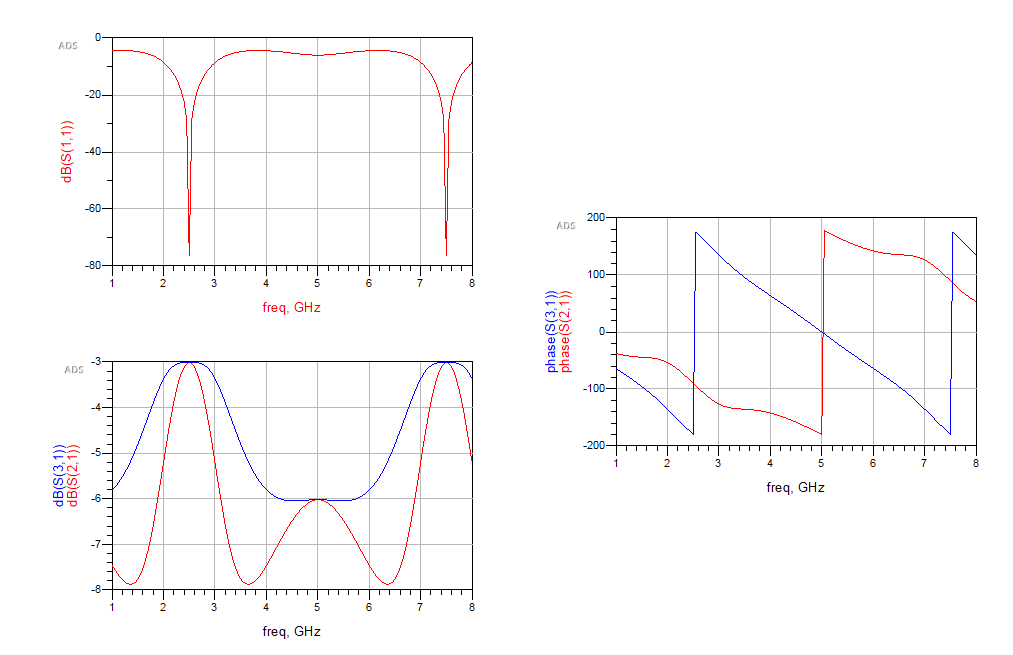 ADS
0
-20
-40
-60
-80
dB(S(1,1))
1 2 3 4 5 6 7 8
freq, GHz
ADS
-3
-4
-5
-6
-7
-8
dB(S(3,1))
dB(S(2,1))
1 2 3 4 5 6 7 8
freq, GHz
ADS
200
100
0
-100
-200
phase(S(3,1))
phase(S(2,1))
1 2 3 4 5 6 7 8
freq, GHz